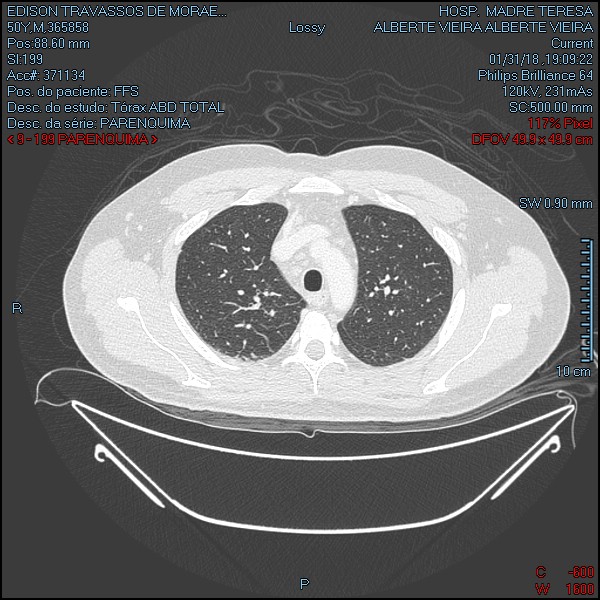 EDISON TRAVASSOS DE MORAE...
50Y,M,365858
Pos:88.60 mm
SI:199
Acc#: 371134
Pos. do paciente: FFS
Desc. do estudo: Tórax ABD TOTAL
Desc. da série: PARENQUIMA
< 9 - 198 PARENQUIMA >
Lossy
HOSP. MADRE TERESA
ALBERTE VIEIRA ALBERTE VIEIRA
Current
01/31/18 ,19:09:22
Philips Brilliance 64
120kV, 231mAs
SC:500.00 mm
117% Pixel
DFOV 49.9 x 49.9 cm
SW 0.90 mm
R
10 cm
P
C -600
W 1600